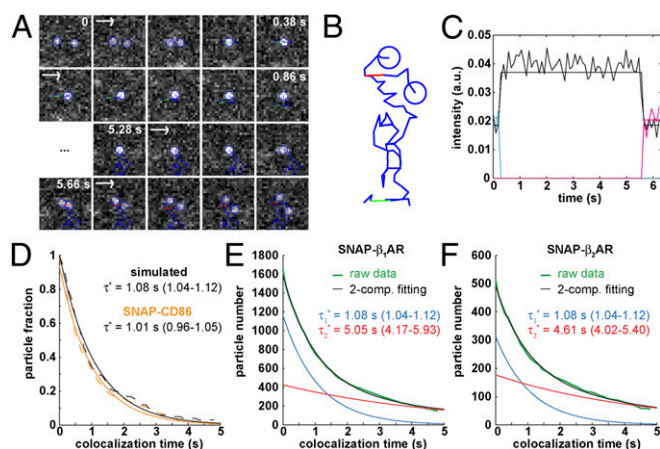 A
0
0.38 s
0.86 s
...
5.28 s
5.66 s
B
C
intensity (a.u.)
0.05
0.04
0.03
0.02
0.01
0
0 1 2 3 4 5 6
time (s)
D
particle fraction
1.0
0.8
0.6
0.4
0.2
0
simulated
τ* = 1.08 s (1.04-1.12)
SNAP-CD86
τ* = 1.01 s (0.96-1.05)
0 1 2 3 4 5
colocalization time (s)
E
SNAP-β₁AR
particle number
1800
1600
1400
1200
1000
800
600
400
200
0
raw data
2-comp. fitting
τ₁* = 1.08 s (1.04-1.12)
τ₂* = 5.05 s (4.17-5.93)
0 1 2 3 4 5
colocalization time (s)
F
SNAP-β₂AR
particle number
600
500
400
300
200
100
0
raw data
2-comp. fitting
τ₁* = 1.08 s (1.04-1.12)
τ₂* = 4.61 s (4.02-5.40)
0 1 2 3 4 5
colocalization time (s)